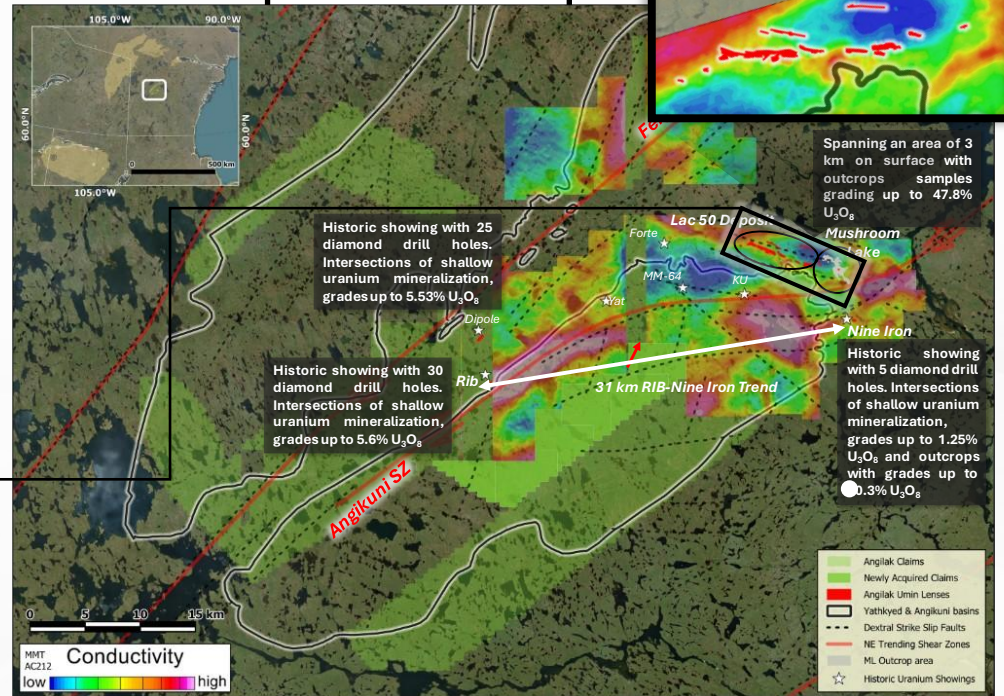 105.0°W
90.0°W
60.0°N
60.0°N
0
500 km
105.0°W
Spanning an area of 3
km on surface with
outcrops samples
grading up to 47.8%
U₃O₈
Historic showing with 25
diamond drill holes.
Intersections of shallow
uranium mineralization,
grades up to 5.53% U₃O₈
Lac 50 Deposit
Mushroom
Lake
Forte
MM-64
KU
Yat
Dipole
Nine Iron
Rib
31 km RIB-Nine Iron Trend
Historic showing with 30
diamond drill holes.
Intersections of shallow
uranium mineralization,
grades up to 5.6% U₃O₈
Historic showing
with 5 diamond drill
holes. Intersections
of shallow uranium
mineralization,
grades up to 1.25%
U₃O₈ and outcrops
with grades up to
0.3% U₃O₈
Angikuni SZ
Angilak Claims
Newly Acquired Claims
Angilak Umin Lenses
Yathkyed & Angikuni basins
Dextral Strike Slip Faults
NE Trending Shear Zones
ML Outcrop area
Historic Uranium Showings
0 5 10 15 km
MMT
AC212
Conductivity
low
high